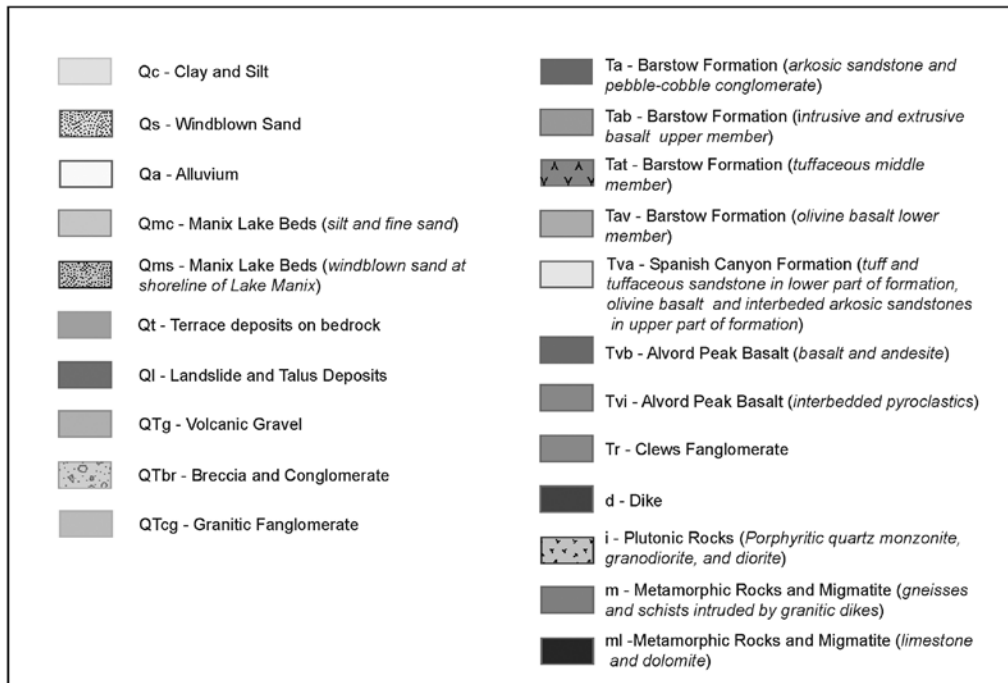 Qc - Clay and Silt
Qs - Windblown Sand
Qa - Alluvium
Qmc - Manix Lake Beds (silt and fine sand)
Qms - Manix Lake Beds (windblown sand at
shoreline of Lake Manix)
Qt - Terrace deposits on bedrock
Ql - Landslide and Talus Deposits
QTg - Volcanic Gravel
QTbr - Breccia and Conglomerate
QTcg - Granitic Fanglomerate
Ta - Barstow Formation (arkosic sandstone and
pebble-cobble conglomerate)
Tab - Barstow Formation (intrusive and extrusive
basalt upper member)
Tat - Barstow Formation (tuffaceous middle
member)
Tav - Barstow Formation (olivine basalt lower
member)
Tva - Spanish Canyon Formation (tuff and
tuffaceous sandstone in lower part of formation,
olivine basalt and interbeded arkosic sandstones
in upper part of formation)
Tvb - Alvord Peak Basalt (basalt and andesite)
Tvi - Alvord Peak Basalt (interbedded pyroclastics)
Tr - Clews Fanglomerate
d - Dike
i - Plutonic Rocks (Porphyritic quartz monzonite,
granodiorite, and diorite)
m - Metamorphic Rocks and Migmatite (gneisses
and schists intruded by granitic dikes)
ml -Metamorphic Rocks and Migmatite (limestone
and dolomite)